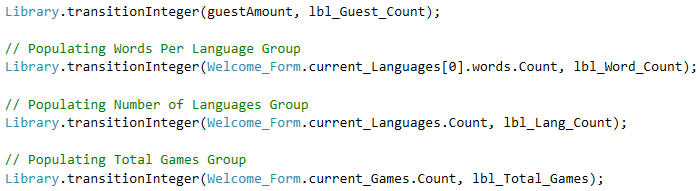 Library.transitionInteger(guestAmount, lbl_Guest_Count);
// Populating Words Per Language Group
Library.transitionInteger(Welcome_Form.current_Languages[0].words.Count, lbl_Word_Count);
// Populating Number of Languages Group
Library.transitionInteger(Welcome_Form.current_Languages.Count, lbl_Lang_Count);
// Populating Total Games Group
Library.transitionInteger(Welcome_Form.current_Games.Count, lbl_Total_Games);